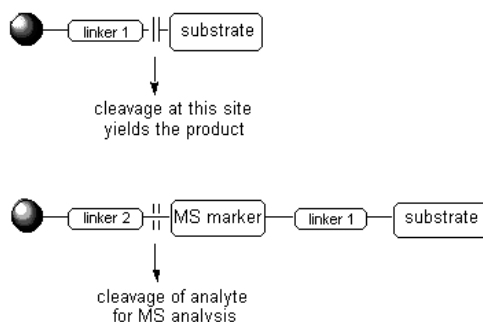 linker 1 substrate
cleavage at this site
yields the product
linker 2 MS marker linker 1 substrate
cleavage of analyte
for MS analysis